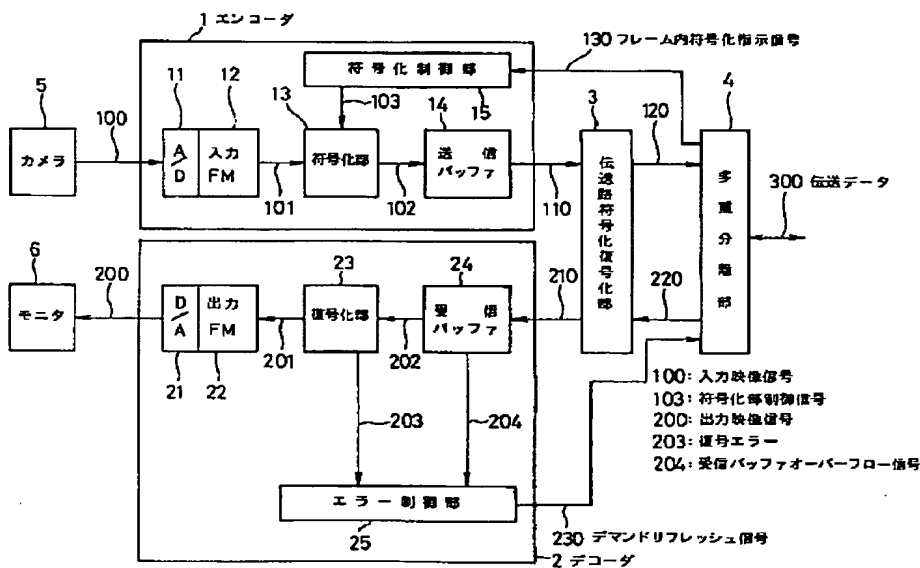 1 エンコーダ
130 フレーム内符号化指示信号
符号化制御部
15
103
4
5
100
11
12
13
14
3
120
カメラ
A/D
入力FM
101
符号化部
102
送信バッファ
110
伝送路符号化復号化部
多重分離部
300 伝送データ
6
200
23
24
210
220
モニタ
D/A
出力FM
201
復号化部
202
受信バッファ
21
22
203
204
100:入力映像信号
103:符号化部制御信号
200:出力映像信号
203:復号エラー
204:受信バッファオーバーフロー信号
エラー制御部
25
230 デマンドリフレッシュ信号
2 デコーダ